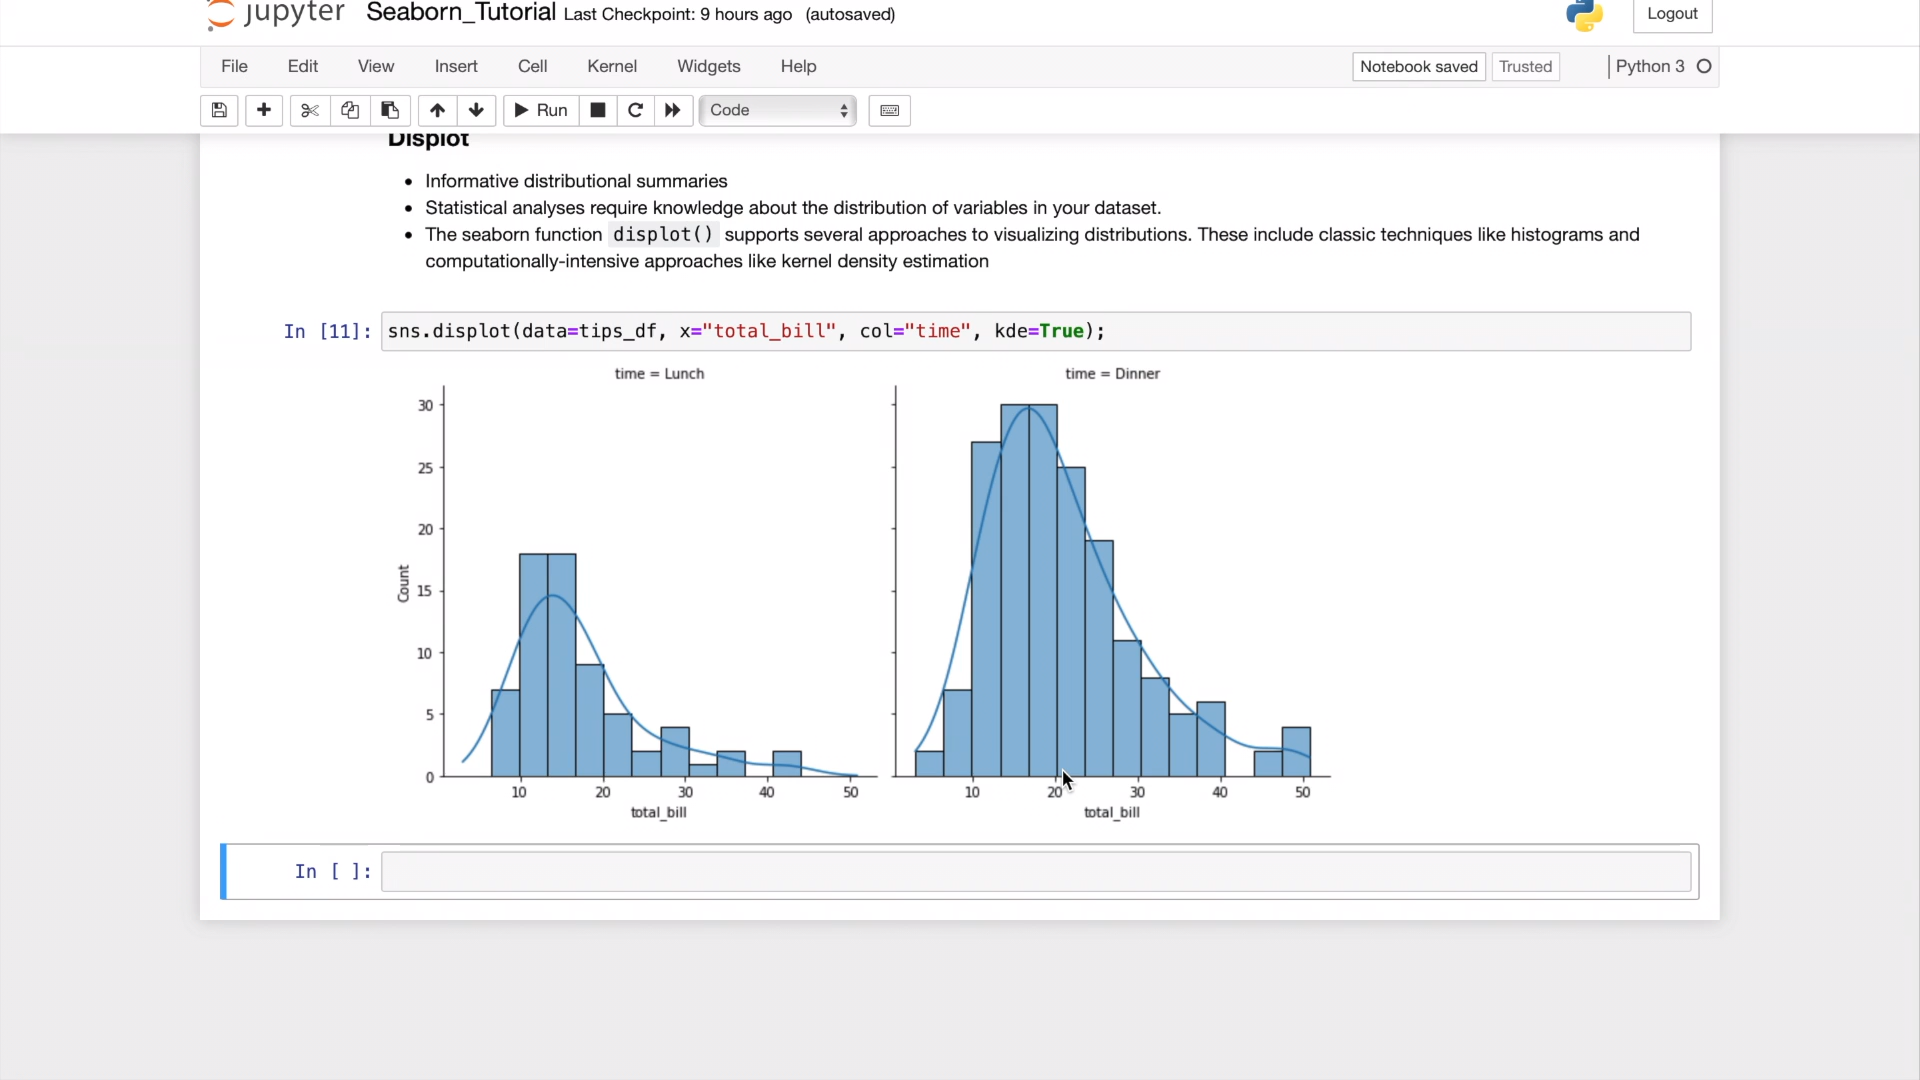 jupyter Seaborn_Tutorial Last Checkpoint: 9 hours ago (autosaved) Logout
File Edit View Insert Cell Kernel Widgets Help Notebook saved Trusted Python 3
Run Code
Displot
Informative distributional summaries
Statistical analyses require knowledge about the distribution of variables in your dataset.
The seaborn function displot() supports several approaches to visualizing distributions. These include classic techniques like histograms and
computationally-intensive approaches like kernel density estimation
In [11]: sns.displot(data=tips_df, x="total_bill", col="time", kde=True);
time = Lunch time = Dinner
30
25
20
15
10
5
0
Count
10 20 30 40 50 10 20 30 40 50
total_bill total_bill
In [ ]: